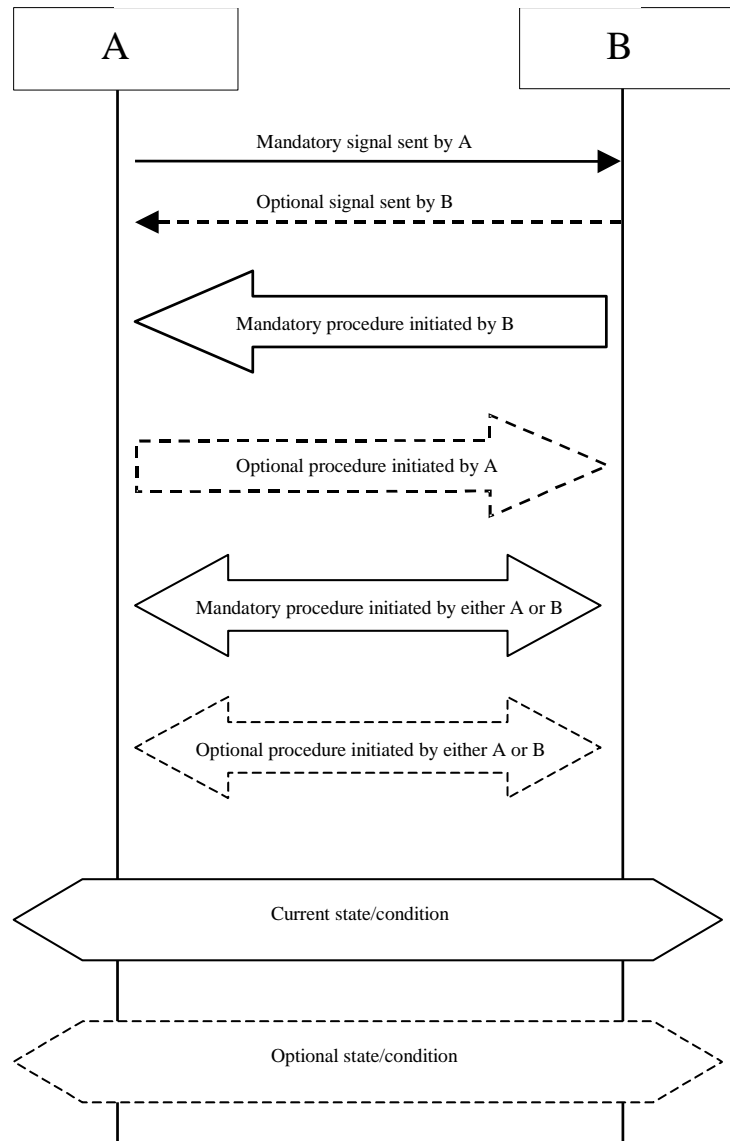 A
B
Mandatory signal sent by A
Optional signal sent by B
Mandatory procedure initiated by B
Optional procedure initiated by A
Mandatory procedure initiated by either A or B
Optional procedure initiated by either A or B
Current state/condition
Optional state/condition